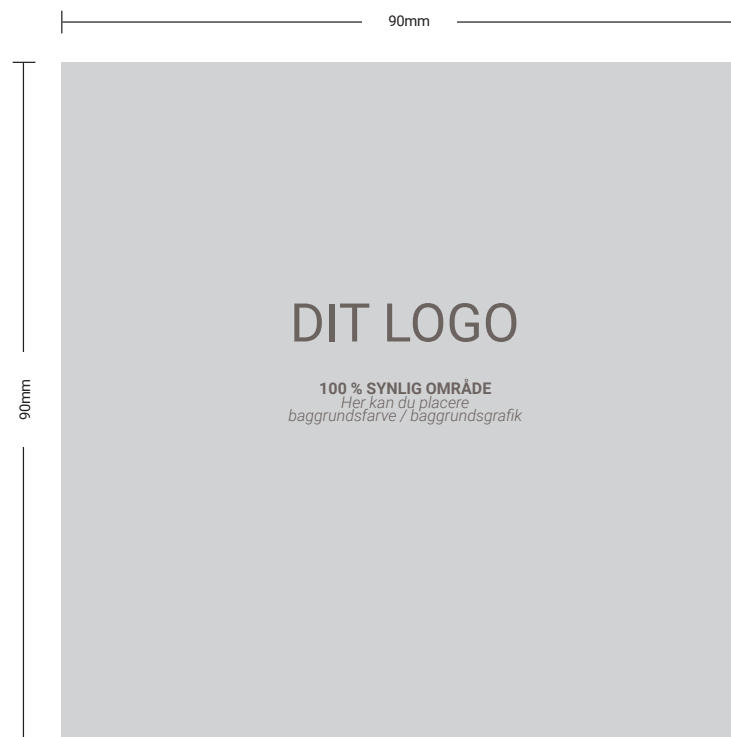 90mm
90mm
DIT LOGO
100 % SYNLIG OMRÅDE
Her kan du placere
baggrundsfarve / baggrundsgrafik